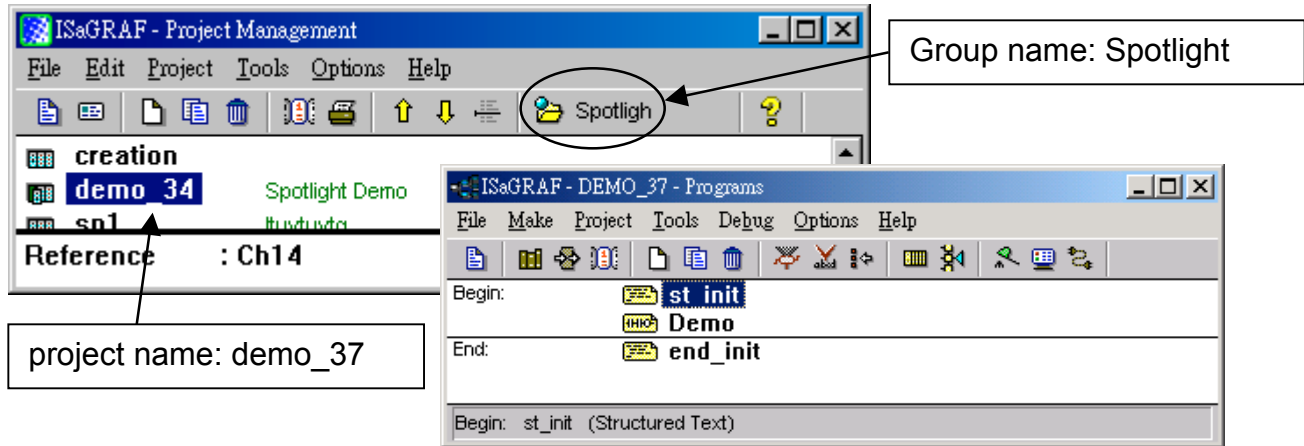 ISaGRAF - Project Management
File Edit Project Tools Options Help
Spotligh
Group name: Spotlight
creation
demo_34 Spotlight Demo
sp1
Reference : Ch14
project name: demo_37
ISaGRAF - DEMO_37 - Programs
File Make Project Tools Debug Options Help
Begin: st_init
Demo
End: end_init
Begin: st_init (Structured Text)